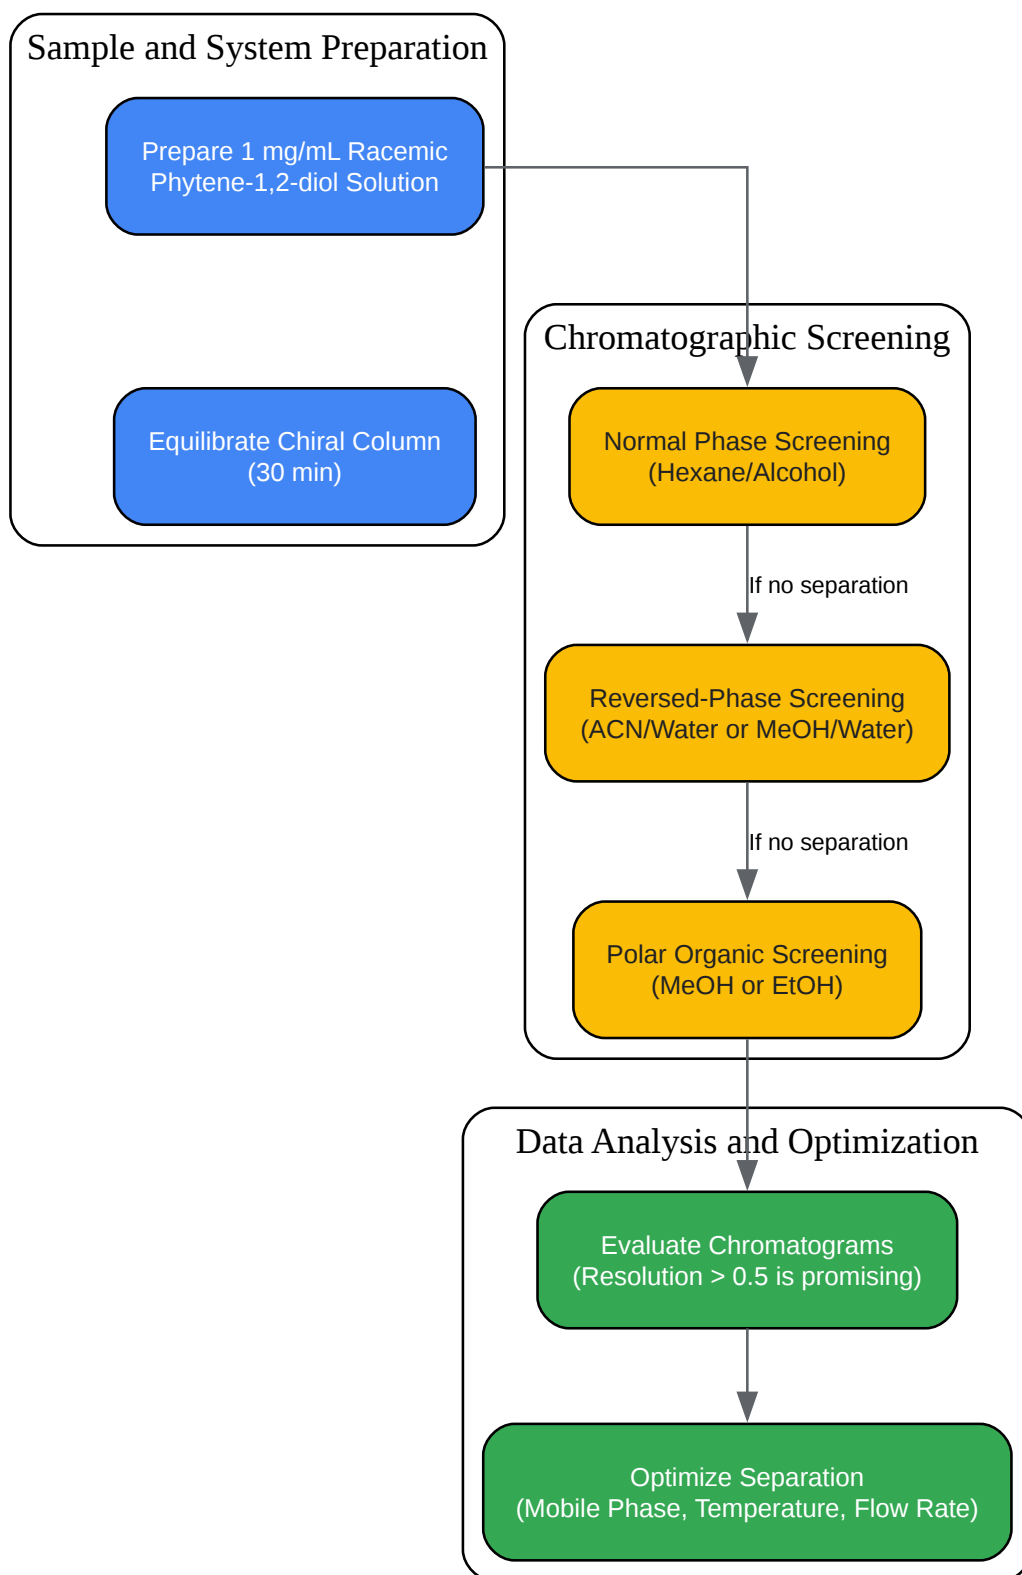 Sample and System Preparation
Prepare 1 mg/mL Racemic
Phytene-1,2-diol Solution
Equilibrate Chiral Column
(30 min)
Chromatographic Screening
Normal Phase Screening
(Hexane/Alcohol)
If no separation
Reversed-Phase Screening
(ACN/Water or MeOH/Water)
If no separation
Polar Organic Screening
(MeOH or EtOH)
Data Analysis and Optimization
Evaluate Chromatograms
(Resolution > 0.5 is promising)
Optimize Separation
(Mobile Phase, Temperature, Flow Rate)